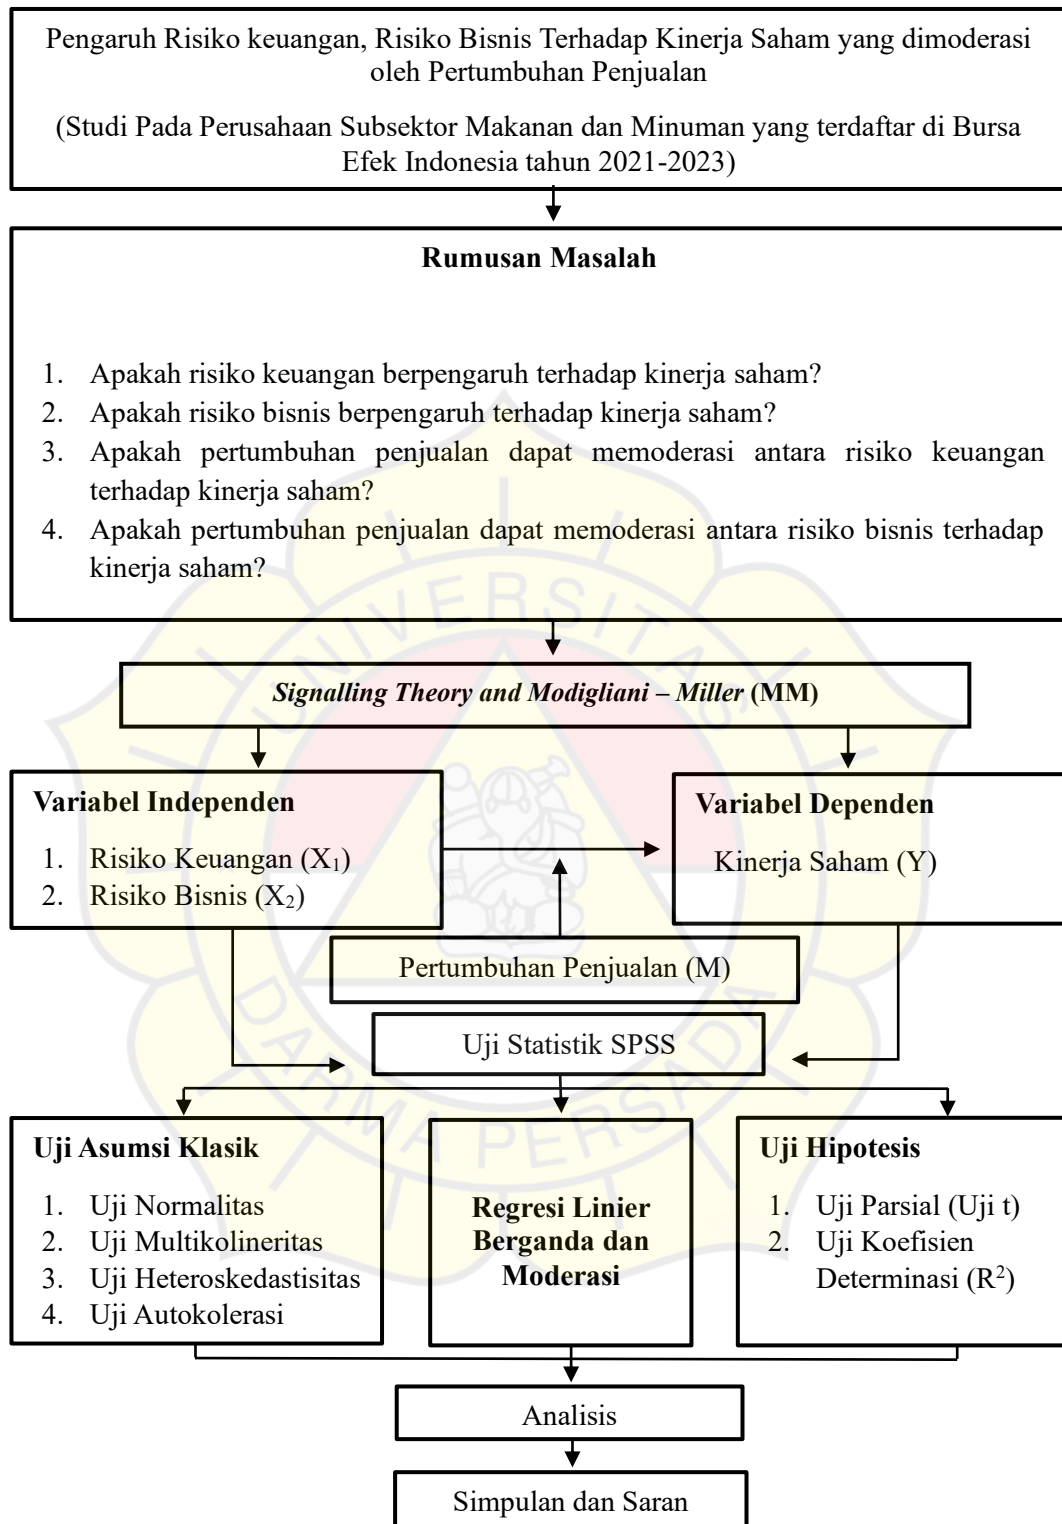 Pengaruh Risiko keuangan, Risiko Bisnis Terhadap Kinerja Saham yang dimoderasi
oleh Pertumbuhan Penjualan
(Studi Pada Perusahaan Subsektor Makanan dan Minuman yang terdaftar di Bursa
Efek Indonesia tahun 2021-2023)
Rumusan Masalah
1. Apakah risiko keuangan berpengaruh terhadap kinerja saham?
2. Apakah risiko bisnis berpengaruh terhadap kinerja saham?
3. Apakah pertumbuhan penjualan dapat memoderasi antara risiko keuangan
terhadap kinerja saham?
4. Apakah pertumbuhan penjualan dapat memoderasi antara risiko bisnis terhadap
kinerja saham?
Signalling Theory and Modigliani – Miller (MM)
Variabel Independen
1. Risiko Keuangan (X₁)
2. Risiko Bisnis (X₂)
Variabel Dependen
Kinerja Saham (Y)
Pertumbuhan Penjualan (M)
Uji Statistik SPSS
Uji Asumsi Klasik
1. Uji Normalitas
2. Uji Multikolineritas
3. Uji Heteroskedastisitas
4. Uji Autokolerasi
Regresi Linier
Berganda dan
Moderasi
Uji Hipotesis
1. Uji Parsial (Uji t)
2. Uji Koefisien
Determinasi (R²)
Analisis
Simpulan dan Saran
UNIVERSITAS
DARMA PERSADA